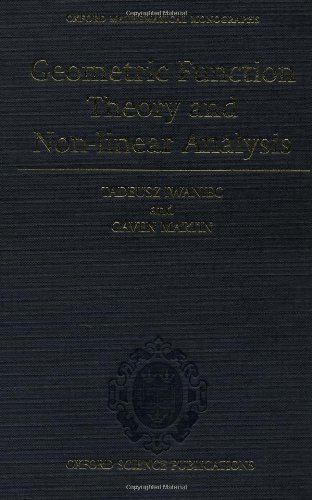 OXFORD MATHEMATICAL MONOGRAPHS
Geometric Function
Theory and
Non-linear Analysis
TADEUSZ IWANIEC
and
GAVEN MARTIN
OXFORD SCIENCE PUBLICATIONS